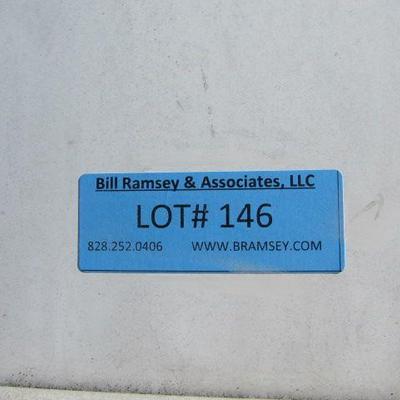 Bill Ramsey & Associates, LLC
LOT# 146
828.252.0406 WWW.BRAMSEY.COM